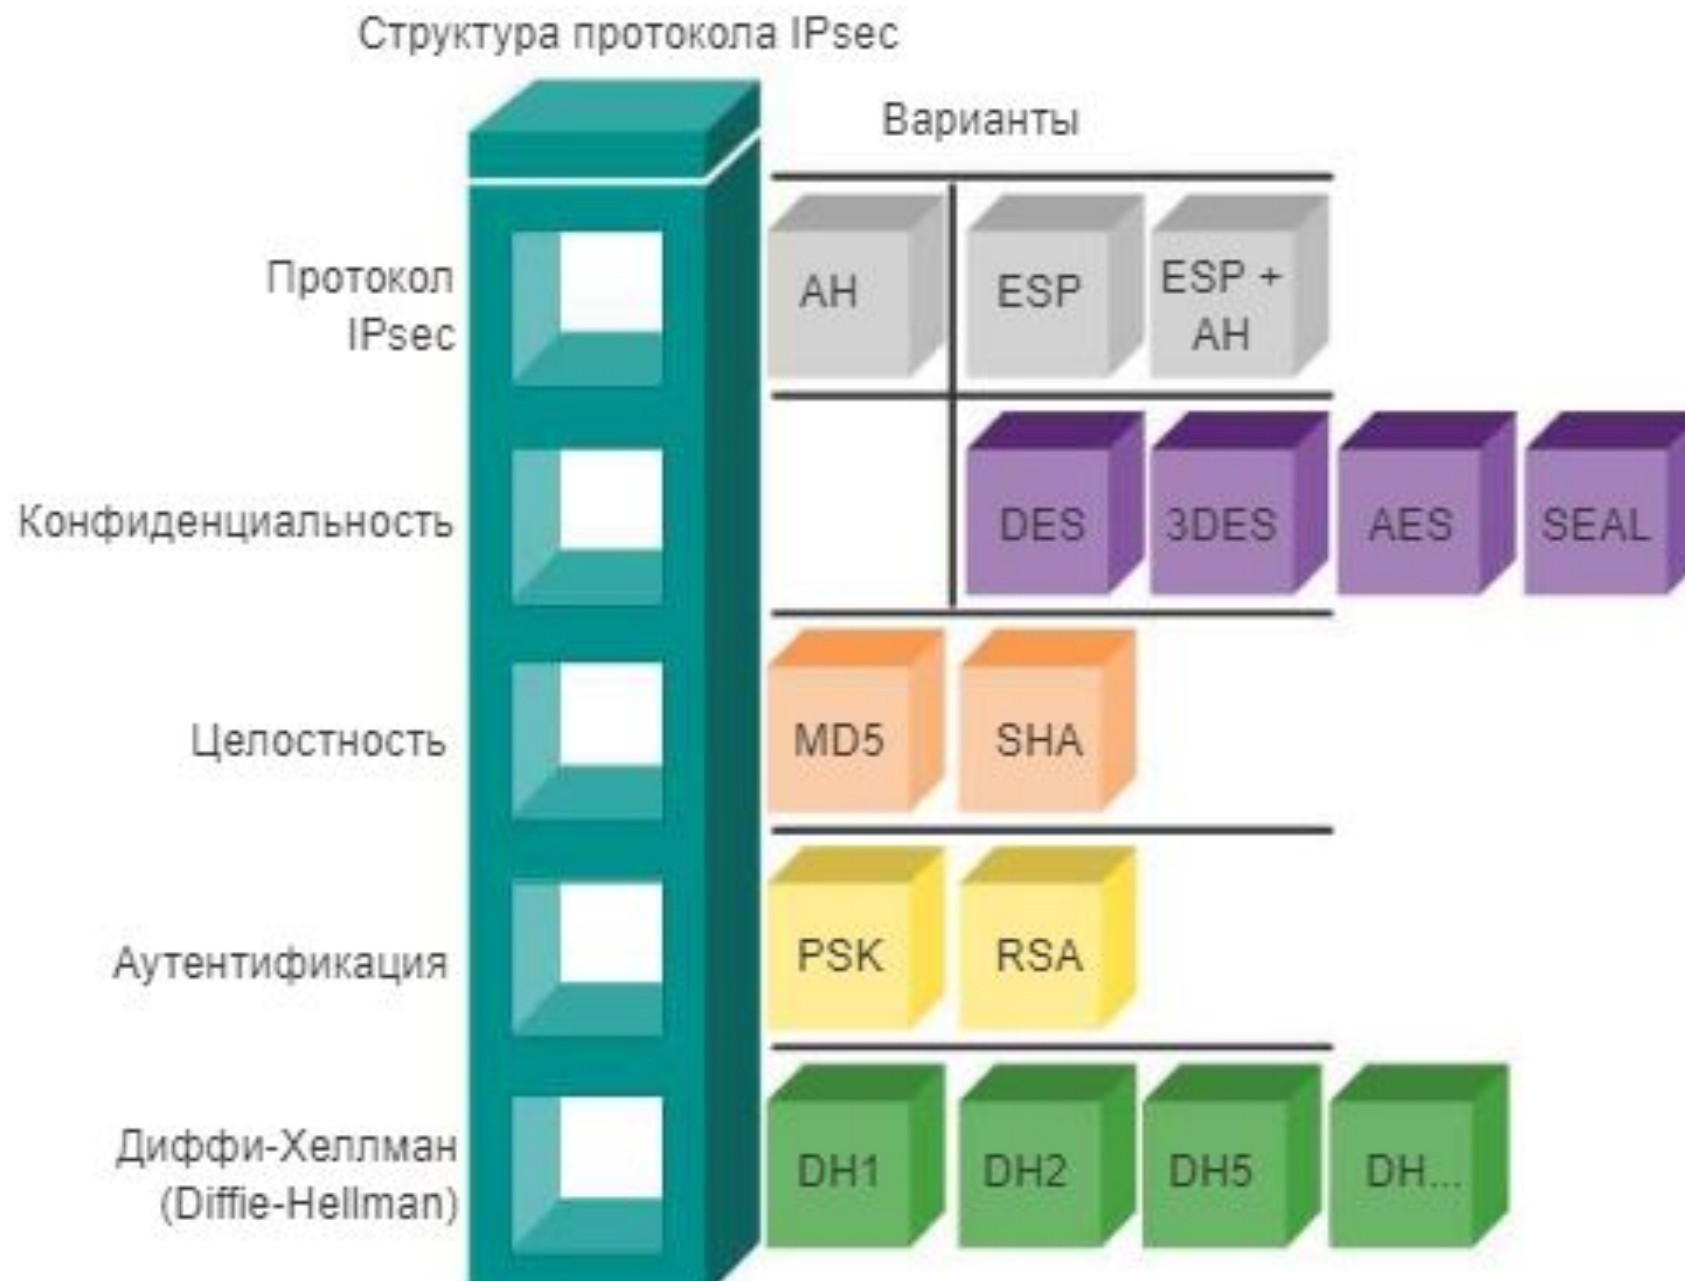 Структура протокола IPsec
Варианты
Протокол
IPsec
AH
ESP
ESP +
AH
Конфиденциальность
DES
3DES
AES
SEAL
Целостность
MD5
SHA
Аутентификация
PSK
RSA
Диффи-Хеллман
(Diffie-Hellman)
DH1
DH2
DH5
DH...